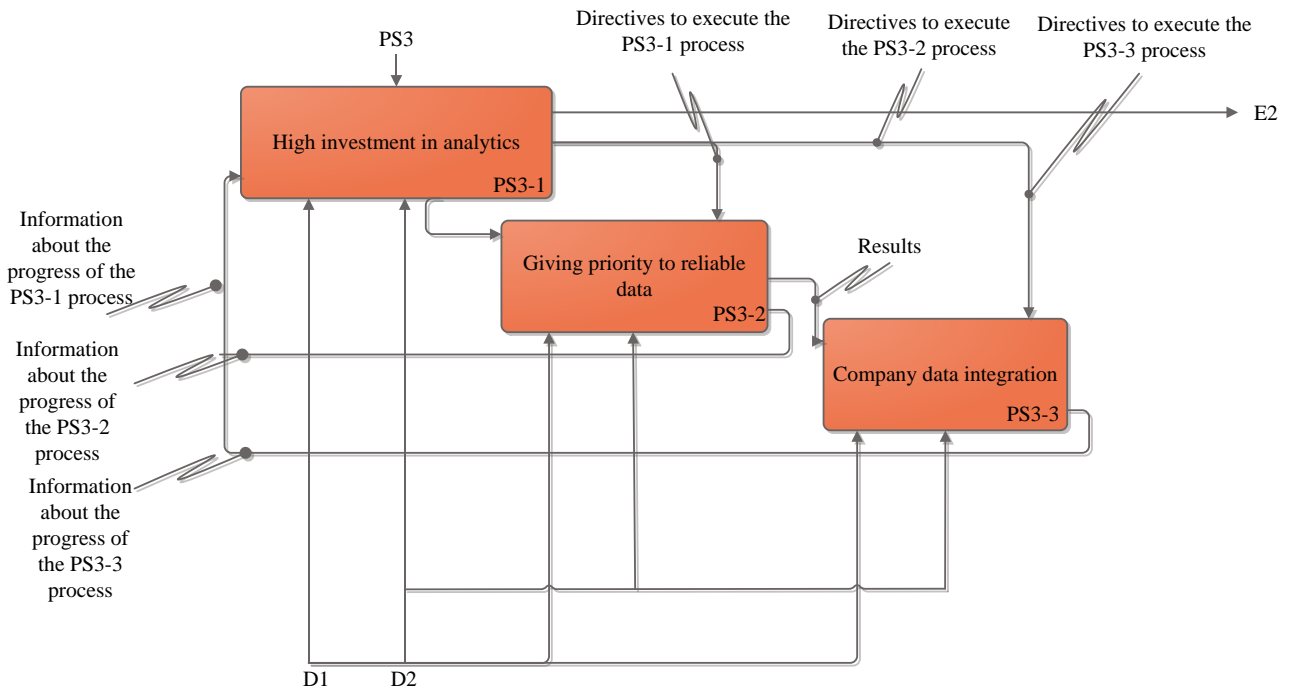 Directives to execute the
PS3-1 process
Directives to execute
the PS3-2 process
Directives to execute the
PS3-3 process
PS3
E2
High investment in analytics
PS3-1
Information
about the
progress of the
PS3-1 process
Giving priority to reliable
data
PS3-2
Results
Information
about the
progress of
the PS3-2
process
Company data integration
PS3-3
Information
about the
progress of
the PS3-3
process
D1
D2